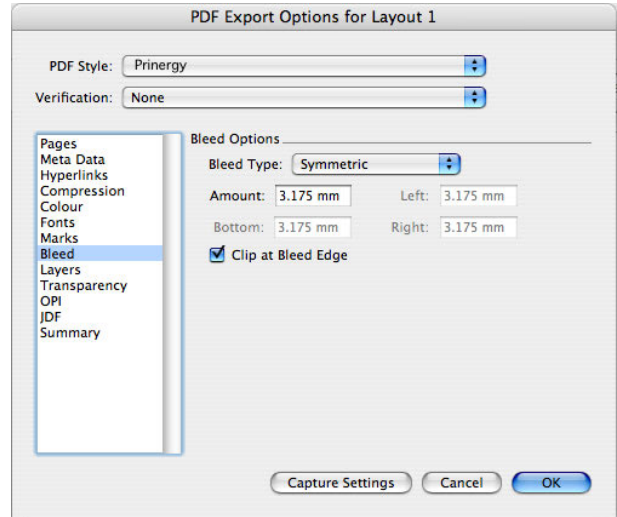 PDF Export Options for Layout 1
PDF Style: Prinergy
Verification: None
Pages
Meta Data
Hyperlinks
Compression
Colour
Fonts
Marks
Bleed
Layers
Transparency
OPI
JDF
Summary
Bleed Options
Bleed Type: Symmetric
Amount: 3.175 mm Left: 3.175 mm
Bottom: 3.175 mm Right: 3.175 mm
Clip at Bleed Edge
Capture Settings Cancel OK